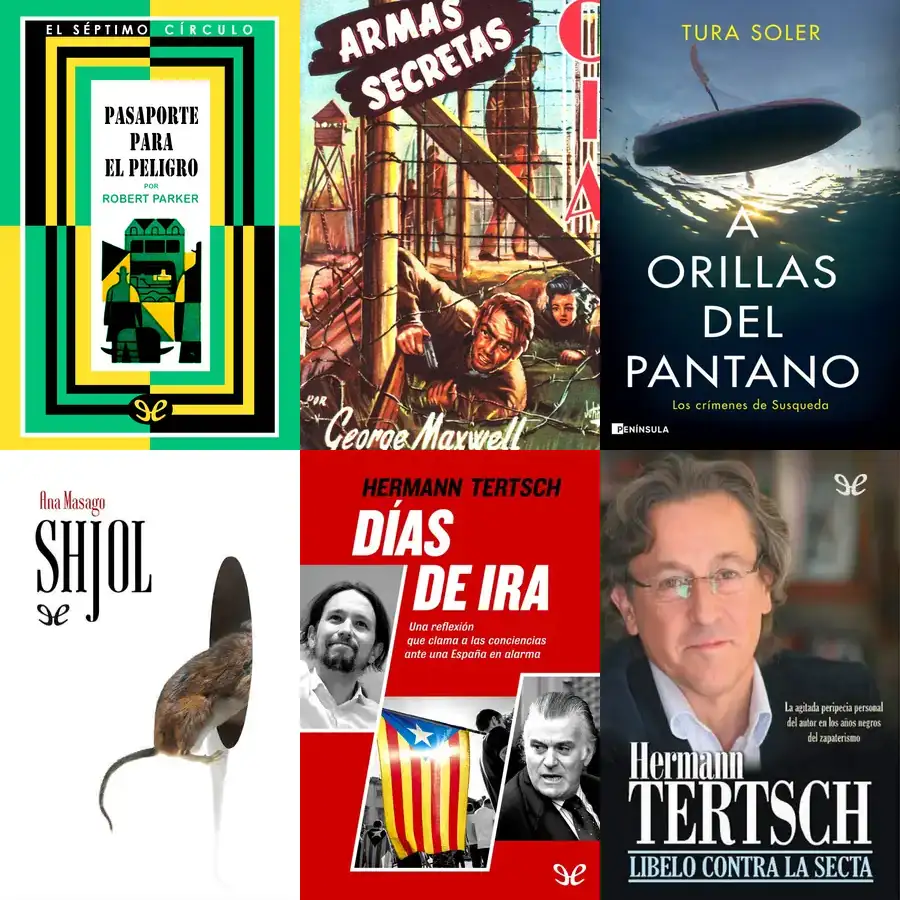 EL SÉPTIMO CÍRCULO
PASAPORTE
PARA
EL PELIGRO
POR
ROBERT PARKER
ARMAS
SECRETAS
CIA
POR
George Maxwell
TURA SOLER
A
ORILLAS
DEL
PANTANO
Los crímenes de Susqueda
PENÍNSULA
Ana Masago
SHJOL
HERMANN TERTSCH
DÍAS
DE IRA
Una reflexión
que clama a las conciencias
ante una España en alarma
La agitada peripecia personal
del autor en los años negros
del zapaterismo
Hermann
TERTSCH
LIBELO CONTRA LA SECTA